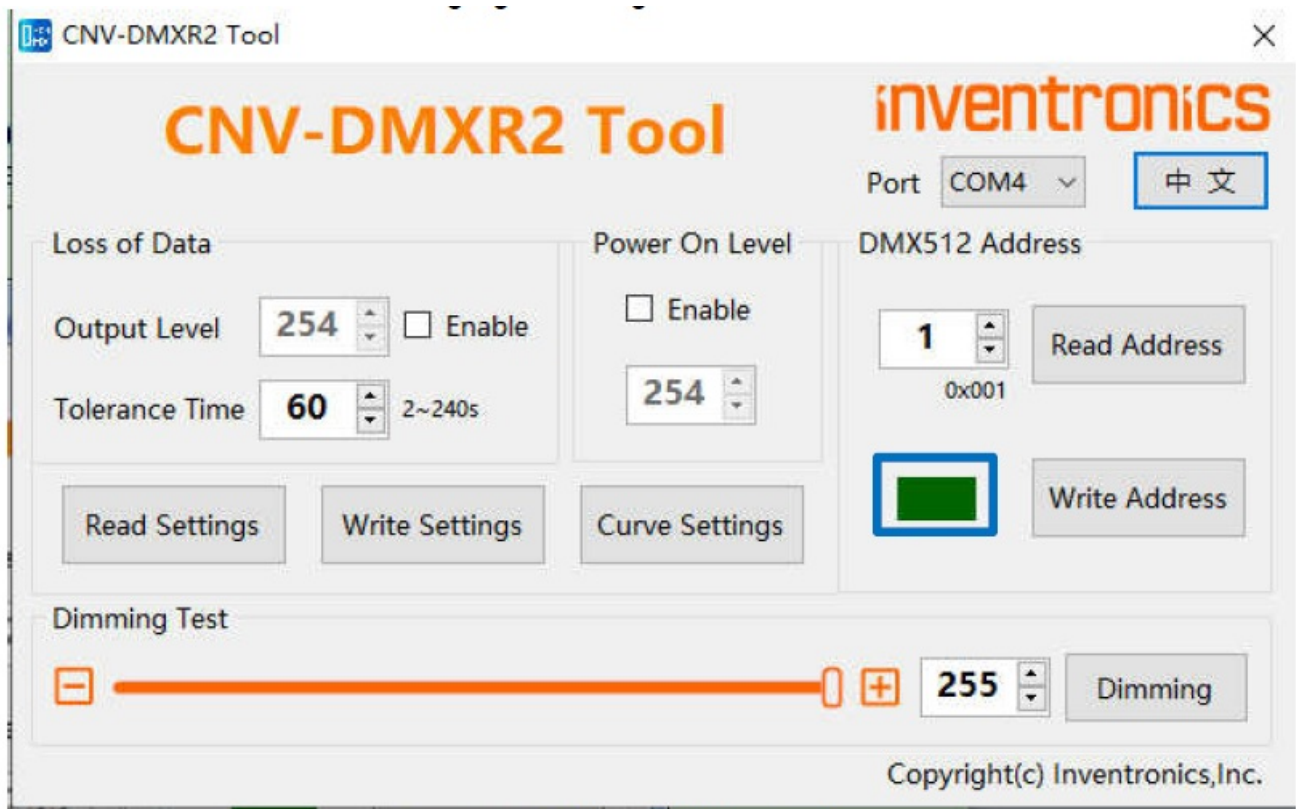 CNV-DMXR2 Tool
CNV-DMXR2 Tool
inventronics
Port COM4 中 文
Loss of Data
Output Level 254 Enable
Tolerance Time 60 2~240s
Power On Level
Enable
254
DMX512 Address
1 Read Address
0x001
Write Address
Read Settings Write Settings Curve Settings
Dimming Test
255 Dimming
Copyright(c) Inventronics,Inc.